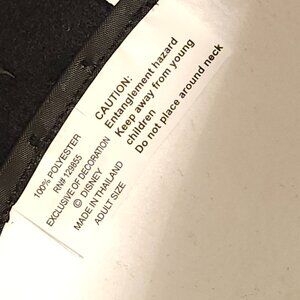 CAUTION:
Entanglement hazard
Keep away from young
children
Do not place around neck
100% POLYESTER
RN# 129855
EXCLUSIVE OF DECORATION
© DISNEY
MADE IN THAILAND
ADULT SIZE